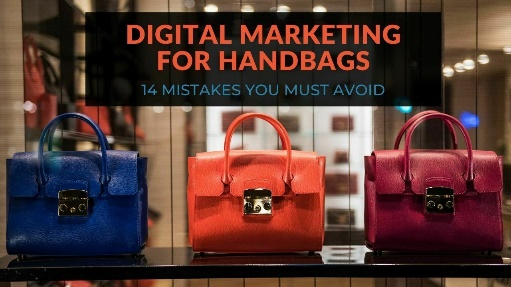 DIGITAL MARKETING
FOR HANDBAGS
14 MISTAKES YOU MUST AVOID